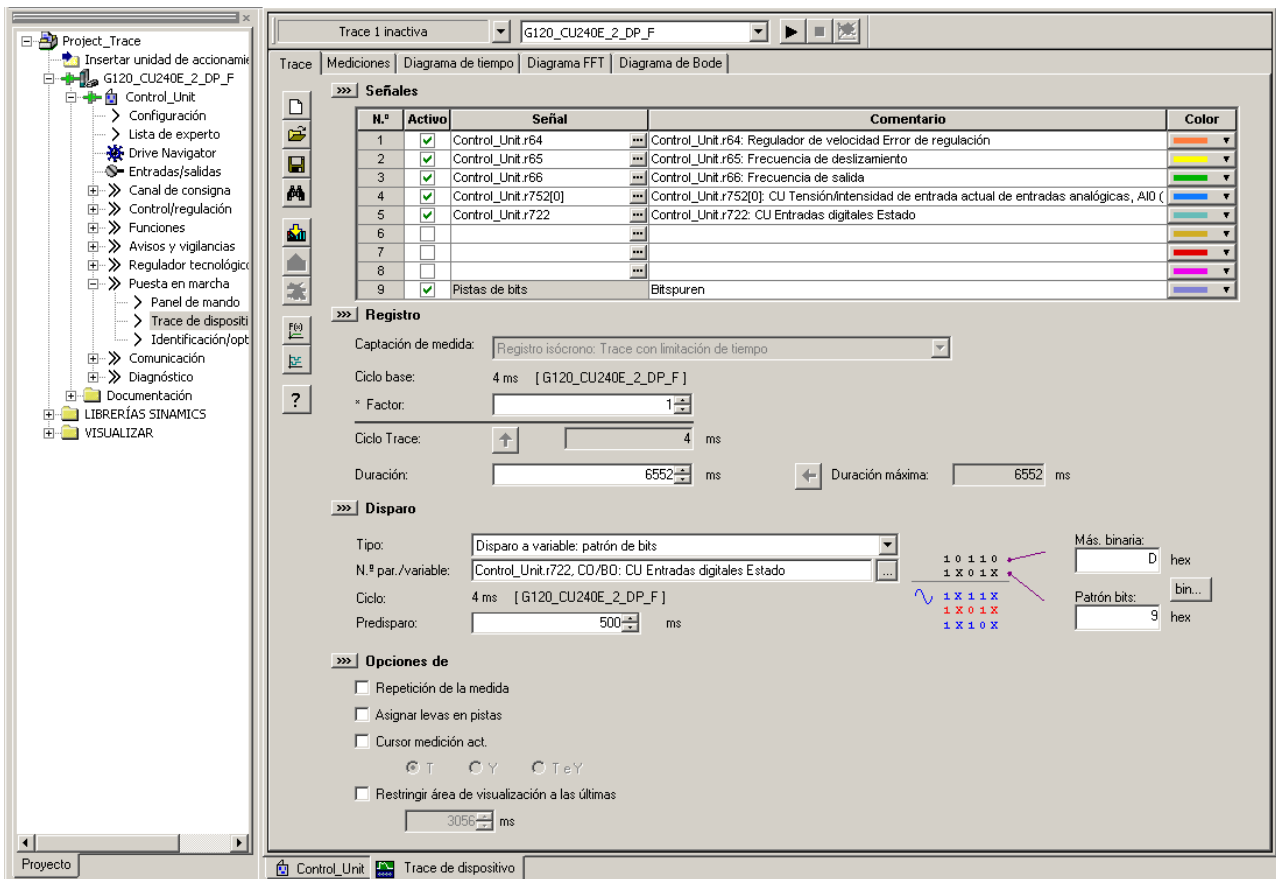 Project_Trace
Insertar unidad de accionamie
G120_CU240E_2_DP_F
Control_Unit
Configuración
Lista de experto
Drive Navigator
Entradas/salidas
Canal de consigna
Control/regulación
Funciones
Avisos y vigilancias
Regulador tecnológico
Puesta en marcha
Panel de mando
Trace de dispositi
Identificación/opt
Comunicación
Diagnóstico
Documentación
LIBRERÍAS SINAMICS
VISUALIZAR
Proyecto
Trace 1 inactiva G120_CU240E_2_DP_F
Trace Mediciones Diagrama de tiempo Diagrama FFT Diagrama de Bode
>>> Señales
N.º Activo Señal Comentario Color
1 Control_Unit.r64 ... Control_Unit.r64: Regulador de velocidad Error de regulación
2 Control_Unit.r65 ... Control_Unit.r65: Frecuencia de deslizamiento
3 Control_Unit.r66 ... Control_Unit.r66: Frecuencia de salida
4 Control_Unit.r752[0] ... Control_Unit.r752[0]: CU Tensión/intensidad de entrada actual de entradas analógicas, AI0 (
5 Control_Unit.r722 ... Control_Unit.r722: CU Entradas digitales Estado
6 ...
7 ...
8 ...
9 Pistas de bits Bitspuren
>>> Registro
Captación de medida: Registro isócrono: Trace con limitación de tiempo
Ciclo base: 4 ms [ G120_CU240E_2_DP_F ]
* Factor: 1
Ciclo Trace: 4 ms
Duración: 6552 ms Duración máxima: 6552 ms
>>> Disparo
Tipo: Disparo a variable: patrón de bits
N.º par./variable: Control_Unit.r722, CO/BO: CU Entradas digitales Estado ...
Ciclo: 4 ms [ G120_CU240E_2_DP_F ]
Predisparo: 500 ms
1 0 1 1 0
1 X 0 1 X
1 X 1 1 X
1 X 0 1 X
1 X 1 0 X
Más. binaria:
D hex
bin...
Patrón bits:
9 hex
>>> Opciones de
Repetición de la medida
Asignar levas en pistas
Cursor medición act.
T Y T e Y
Restringir área de visualización a las últimas
3056 ms
Control_Unit Trace de dispositivo
F(x)
?